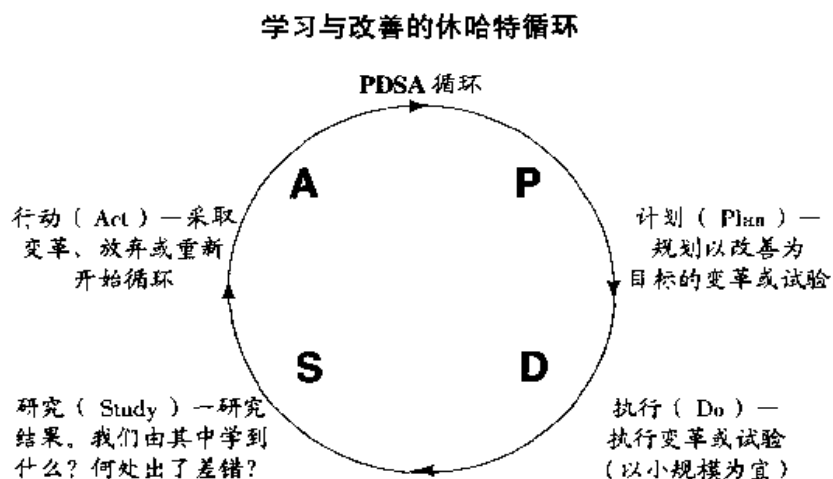 学习与改善的休哈特循环
PDSA 循环
A
P
行动（Act）—采取
变革、放弃或重新
开始循环
计划（Plan）—
规划以改善为
目标的变革或试验
S
D
研究（Study）—研究
结果。我们由其中学到
什么？何处出了差错？
执行（Do）—
执行变革或试验
（以小规模为宜）